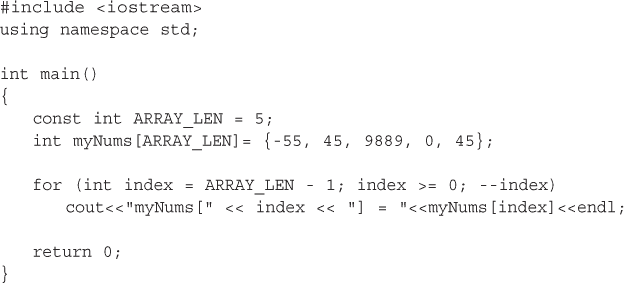 #include <iostream>
using namespace std;

int main()
{
   const int ARRAY_LEN = 5;
   int myNums[ARRAY_LEN]= {-55, 45, 9889, 0, 45};

   for (int index = ARRAY_LEN - 1; index >= 0; --index)
      cout<<"myNums[" << index << "] = "<<myNums[index]<<endl;

   return 0;
}